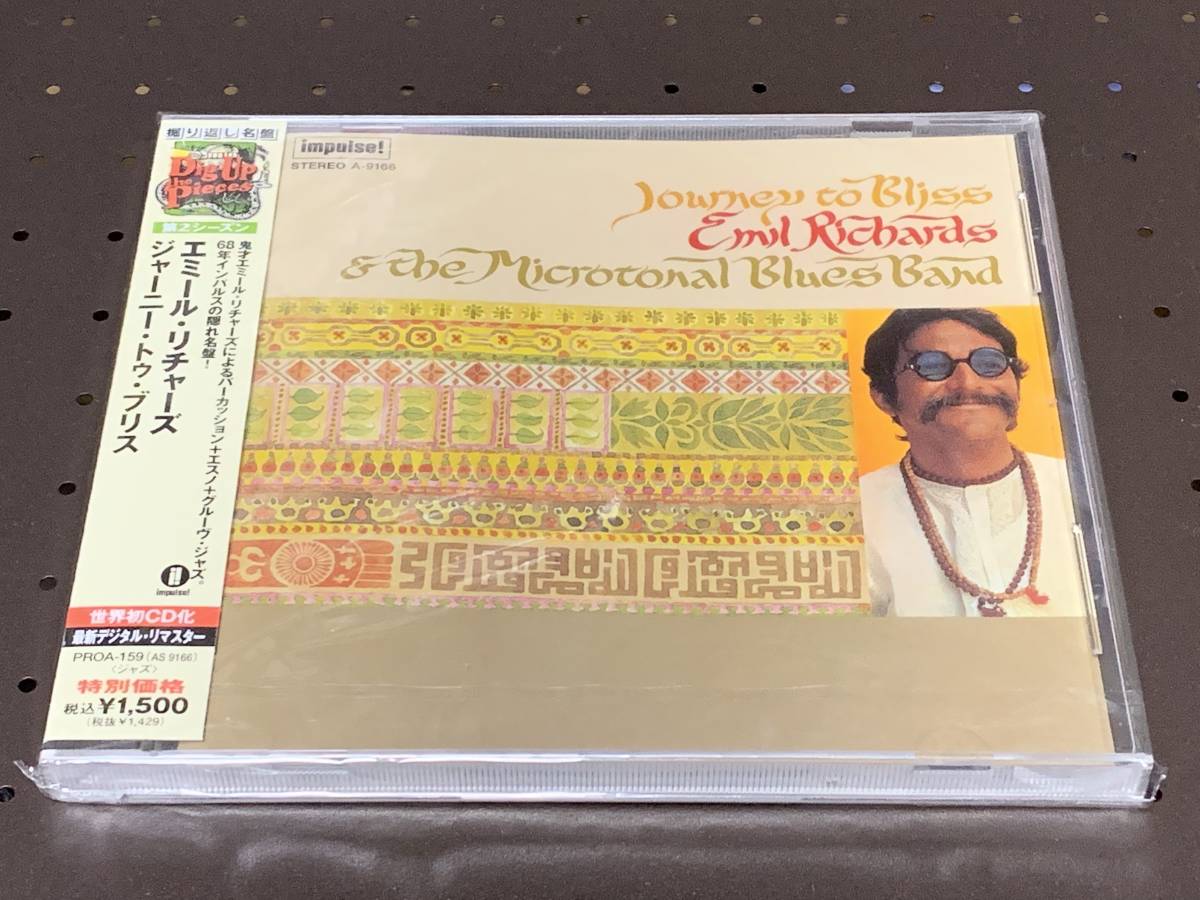 掘り返し名盤
Dig-Up
Pieces
第2シーズン
鬼才エミール・リチャーズによるパーカッション+エスノ+グルーヴ・ジャズ。
68年インパルスの隠れ名盤!
エミール・リチャーズ
ジャーニー・トゥ・ブリス
impulse!
世界初CD化
最新デジタル・リマスター
PROA-159(AS 9166)
〈ジャズ〉
特別価格
税込¥1,500
(税抜¥1,429)
impulse!
STEREO A-9166
Journey to Bliss
Emil Richards
& the Microtonal Blues Band